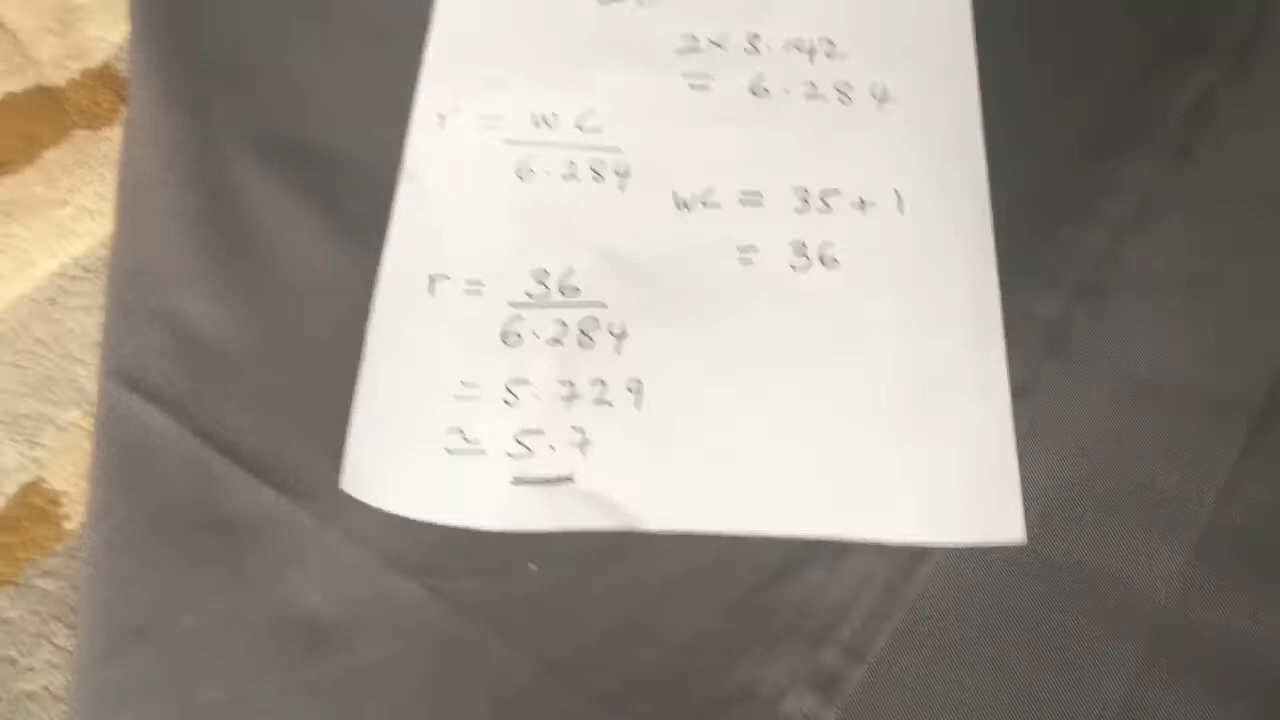 2 × 3.142
= 6.284
r = WC
6.284
WC = 35 + 1
= 36
r = 36
6.284
= 5.729
≃ 5.7